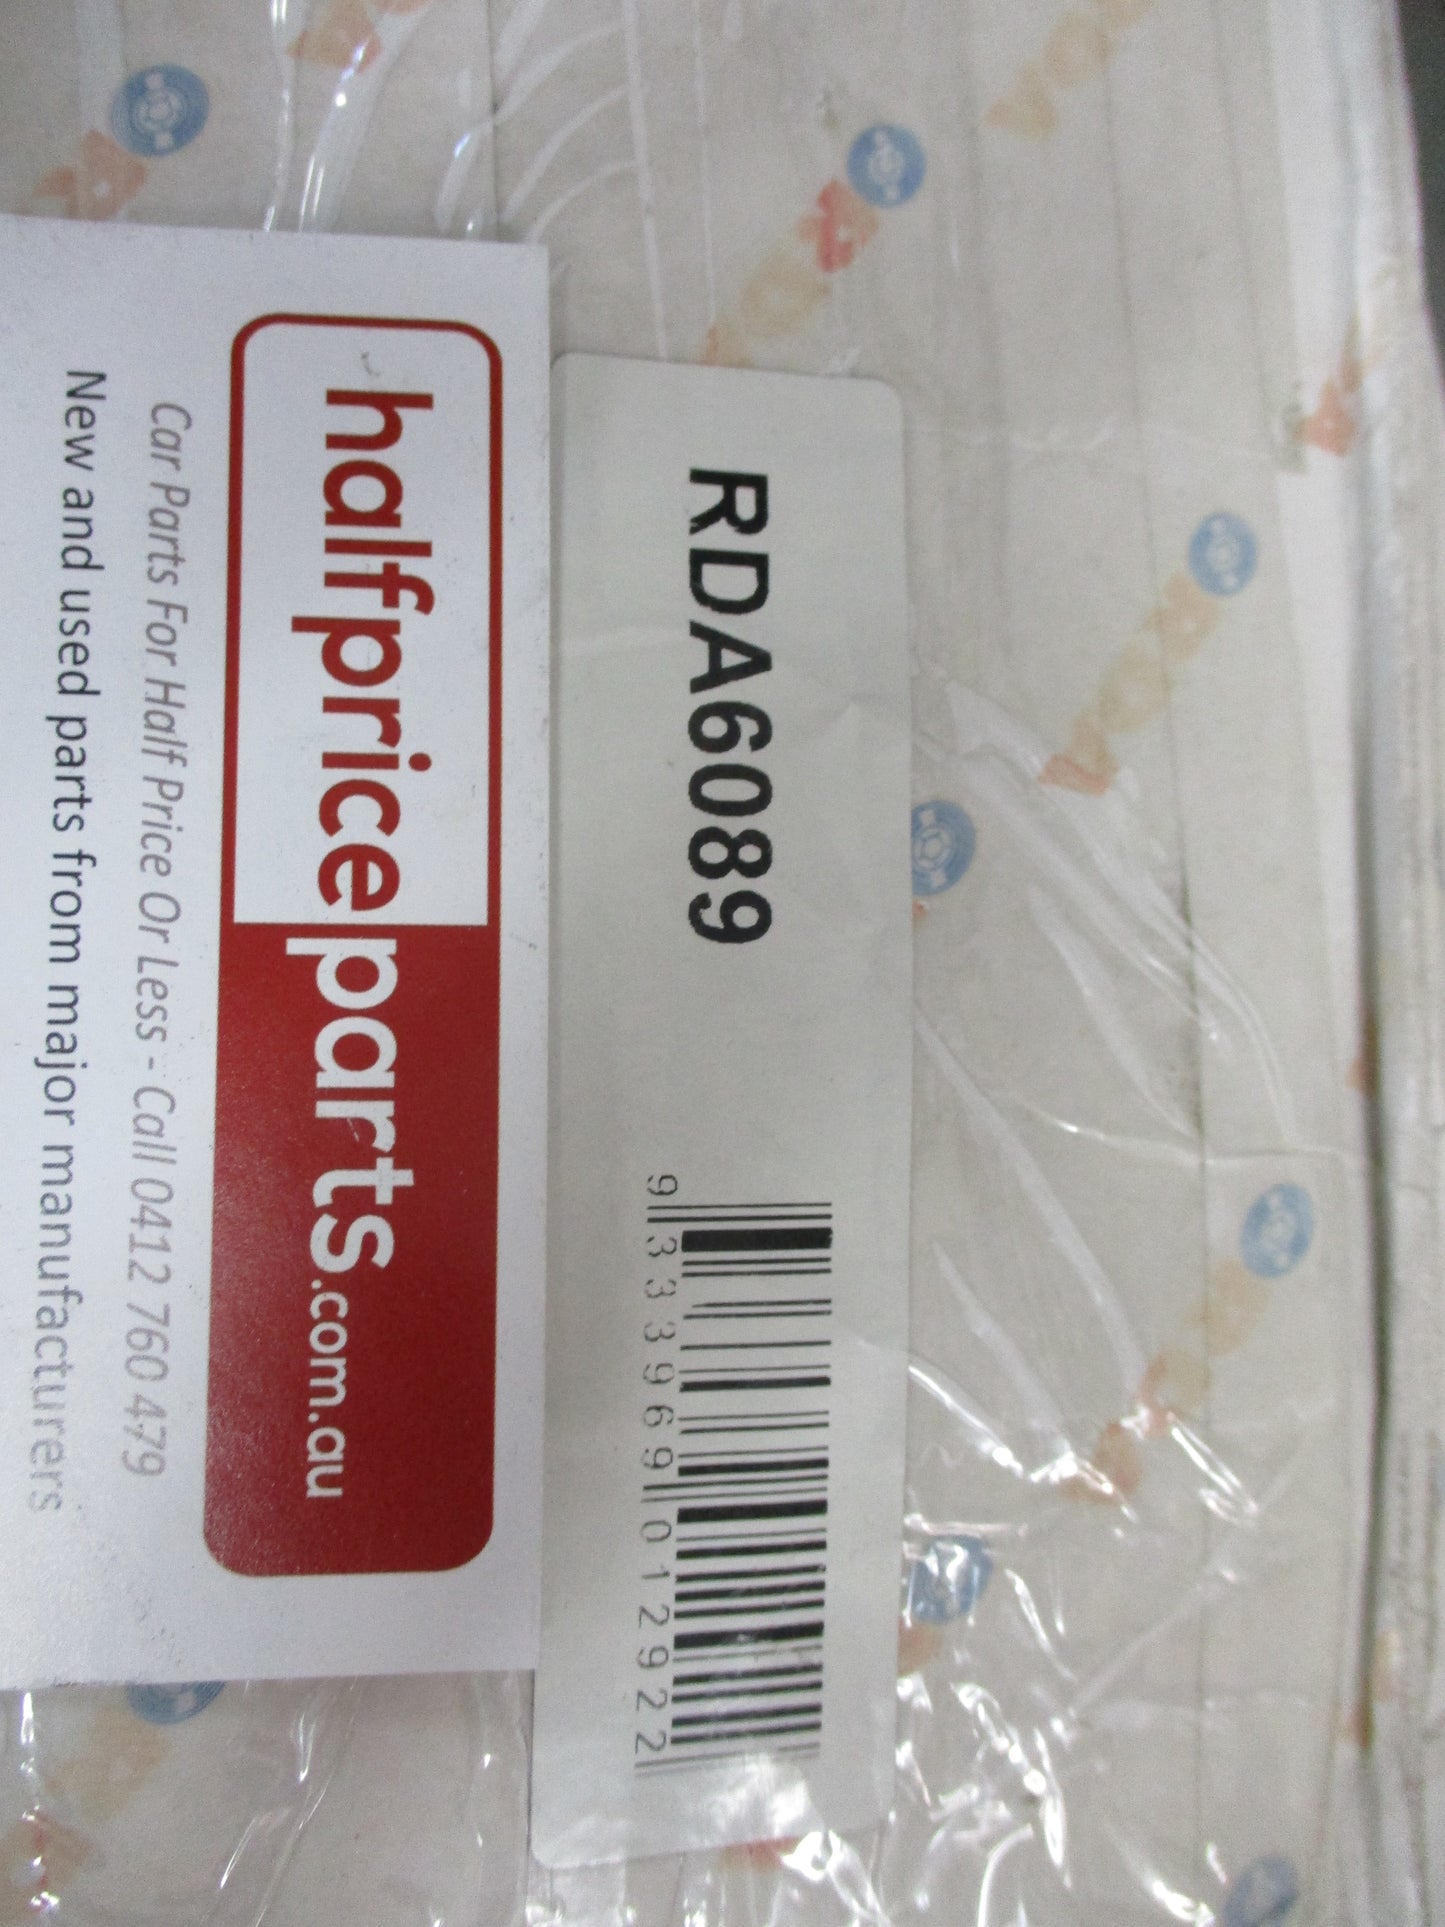 RDA6089
9 333969 012922
halfpriceparts.com.au
Car Parts For Half Price Or Less - Call 0412 760 479
New and used parts from major manufacturers